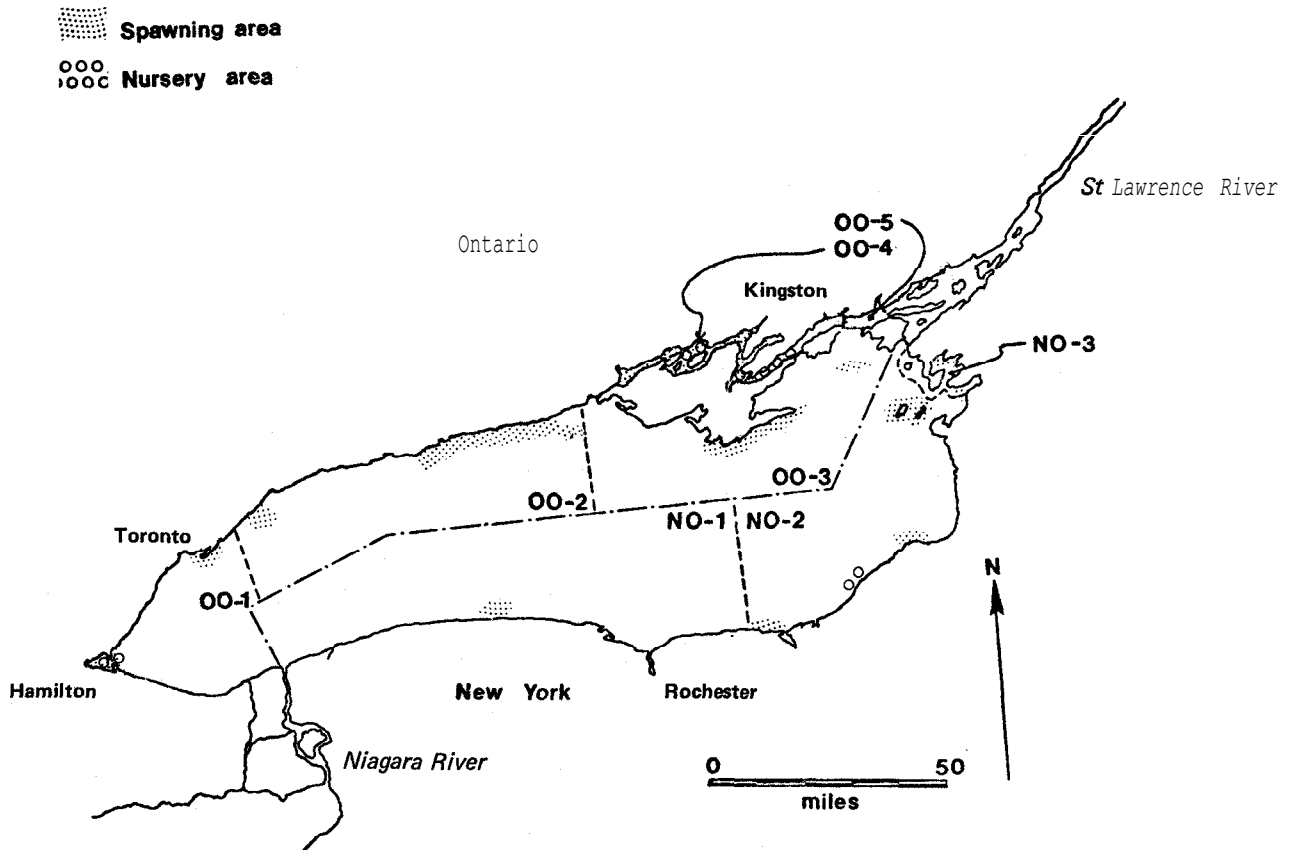 Spawning area
Nursery area
St Lawrence River
OO-5
Ontario
OO-4
Kingston
NO-3
OO-3
OO-2
NO-1 NO-2
Toronto
N
OO-1
Hamilton
New York
Rochester
Niagara River
0 50
miles